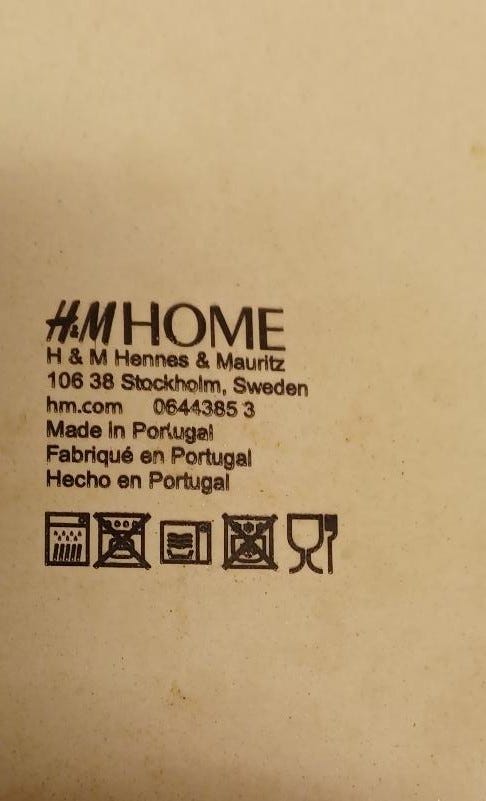 H&M HOME
H & M Hennes & Mauritz
106 38 Stockholm, Sweden
hm.com 0644385 3
Made in Portugal
Fabriqué en Portugal
Hecho en Portugal